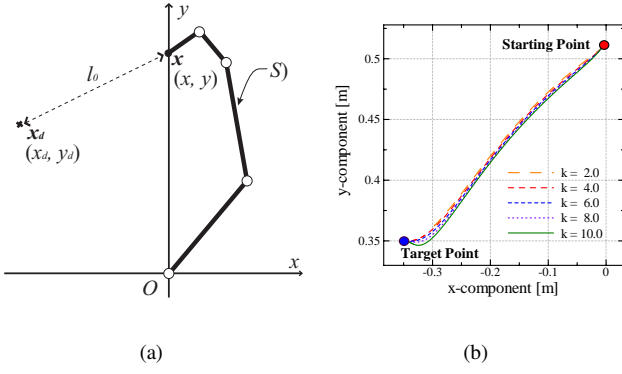 y
x
(x, y)
l0
S)
xd
(xd, yd)
x
O
(a)
Starting Point
0.5
0.45
0.4
0.35
y-component [m]
k = 2.0
k = 4.0
k = 6.0
k = 8.0
k = 10.0
Target Point
-0.3
-0.2
-0.1
0
x-component [m]
(b)